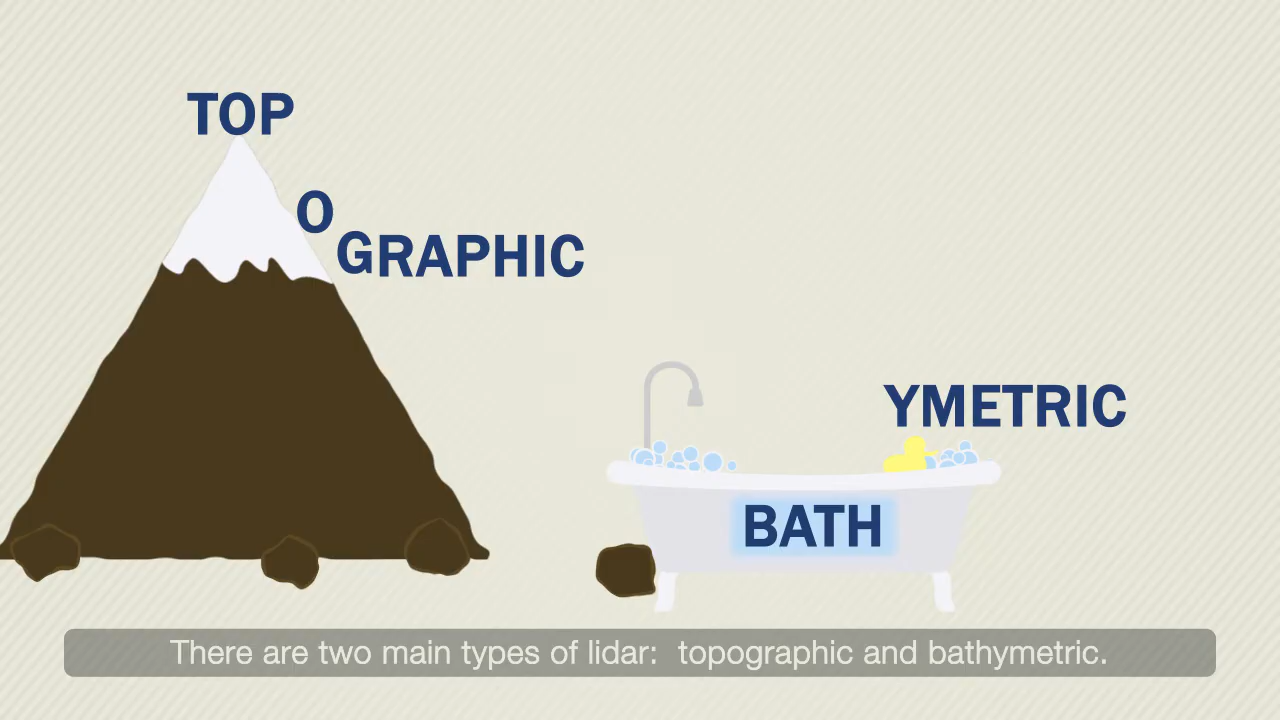 TOP
O
GRAPHIC
YMETRIC
BATH
There are two main types of lidar: topographic and bathymetric.